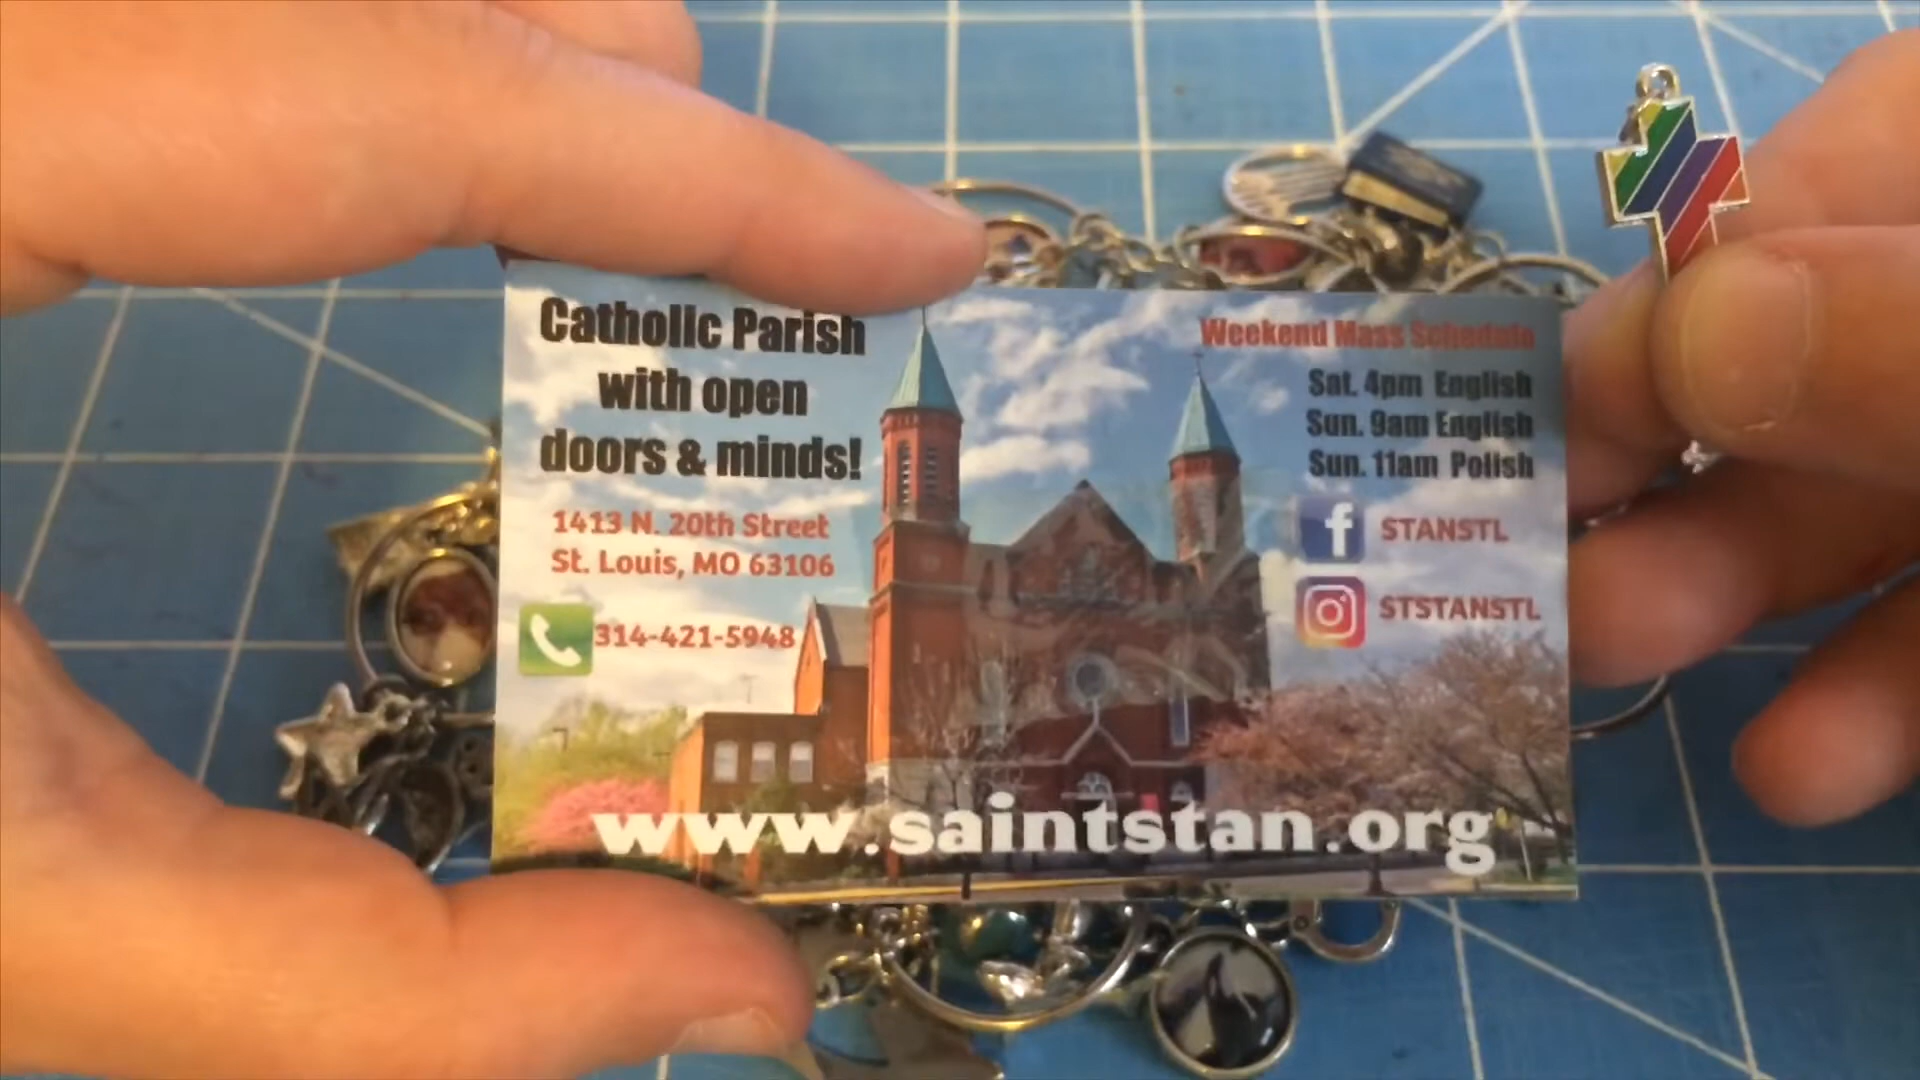 Catholic Parish
with open
doors & minds!
1413 N. 20th Street
St. Louis, MO 63106
314-421-5948
Weekend Mass Schedule
Sat. 4pm English
Sun. 9am English
Sun. 11am Polish
f STANSTL
STSTANSTL
www.saintstan.org